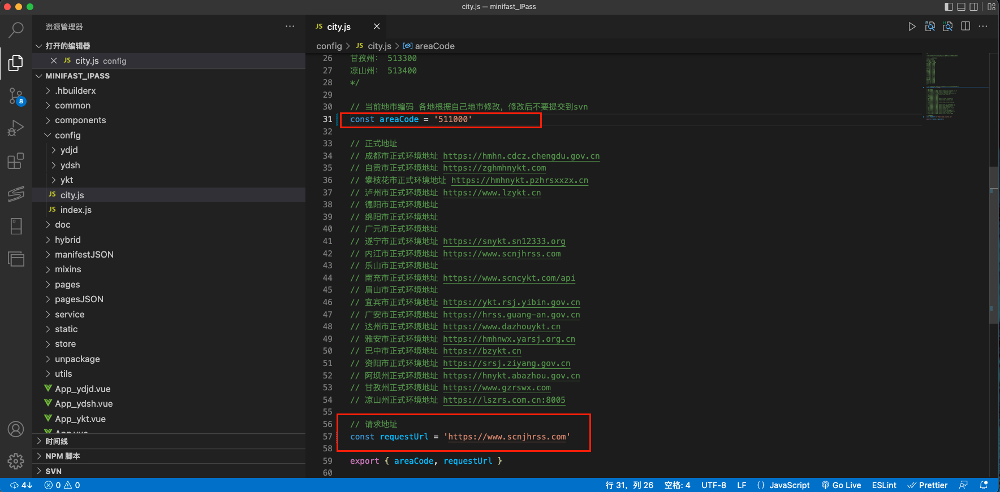 city.js — minifast_IPass
资源管理器
打开的编辑器
JS city.js config
MINIFAST_IPASS
.hbuilderx
common
components
config
ydjd
ydsh
ykt
JS city.js
JS index.js
doc
hybrid
manifestJSON
mixins
pages
pagesJSON
service
static
store
unpackage
utils
App_ydjd.vue
App_ydsh.vue
App_ykt.vue
App.vue
时间线
NPM 脚本
SVN
8
JS city.js
config > JS city.js > areaCode
26 甘孜州： 513300
27 凉山州： 513400
28 */
29
30 // 当前地市编码 各地根据自己地市修改，修改后不要提交到svn
31 const areaCode = '511000'
32
33 // 正式地址
34 // 成都市正式环境地址 https://hmhn.cdcz.chengdu.gov.cn
35 // 自贡市正式环境地址 https://zghmhnykt.com
36 // 攀枝花市正式环境地址 https://hmhnykt.pzhrsxxzx.cn
37 // 泸州市正式环境地址 https://www.lzykt.cn
38 // 德阳市正式环境地址
39 // 绵阳市正式环境地址
40 // 广元市正式环境地址
41 // 遂宁市正式环境地址 https://snykt.sn12333.org
42 // 内江市正式环境地址 https://www.scnjhrss.com
43 // 乐山市正式环境地址
44 // 南充市正式环境地址 https://www.scncykt.com/api
45 // 眉山市正式环境地址
46 // 宜宾市正式环境地址 https://ykt.rsj.yibin.gov.cn
47 // 广安市正式环境地址 https://hrss.guang-an.gov.cn
48 // 达州市正式环境地址 https://www.dazhouykt.cn
49 // 雅安市正式环境地址 https://hmhnwx.yarsj.org.cn
50 // 巴中市正式环境地址 https://bzykt.cn
51 // 资阳市正式环境地址 https://srsj.ziyang.gov.cn
52 // 阿坝州正式环境地址 https://hnykt.abazhou.gov.cn
53 // 甘孜州正式环境地址 https://www.gzrswx.com
54 // 凉山州正式环境地址 https://lszrs.com.cn:8005
55
56 // 请求地址
57 const requestUrl = 'https://www.scnjhrss.com'
58
59 export { areaCode, requestUrl }
60
4↓ 0 0 行 31，列 26 空格: 4 UTF-8 LF {} JavaScript Go Live ESLint Prettier